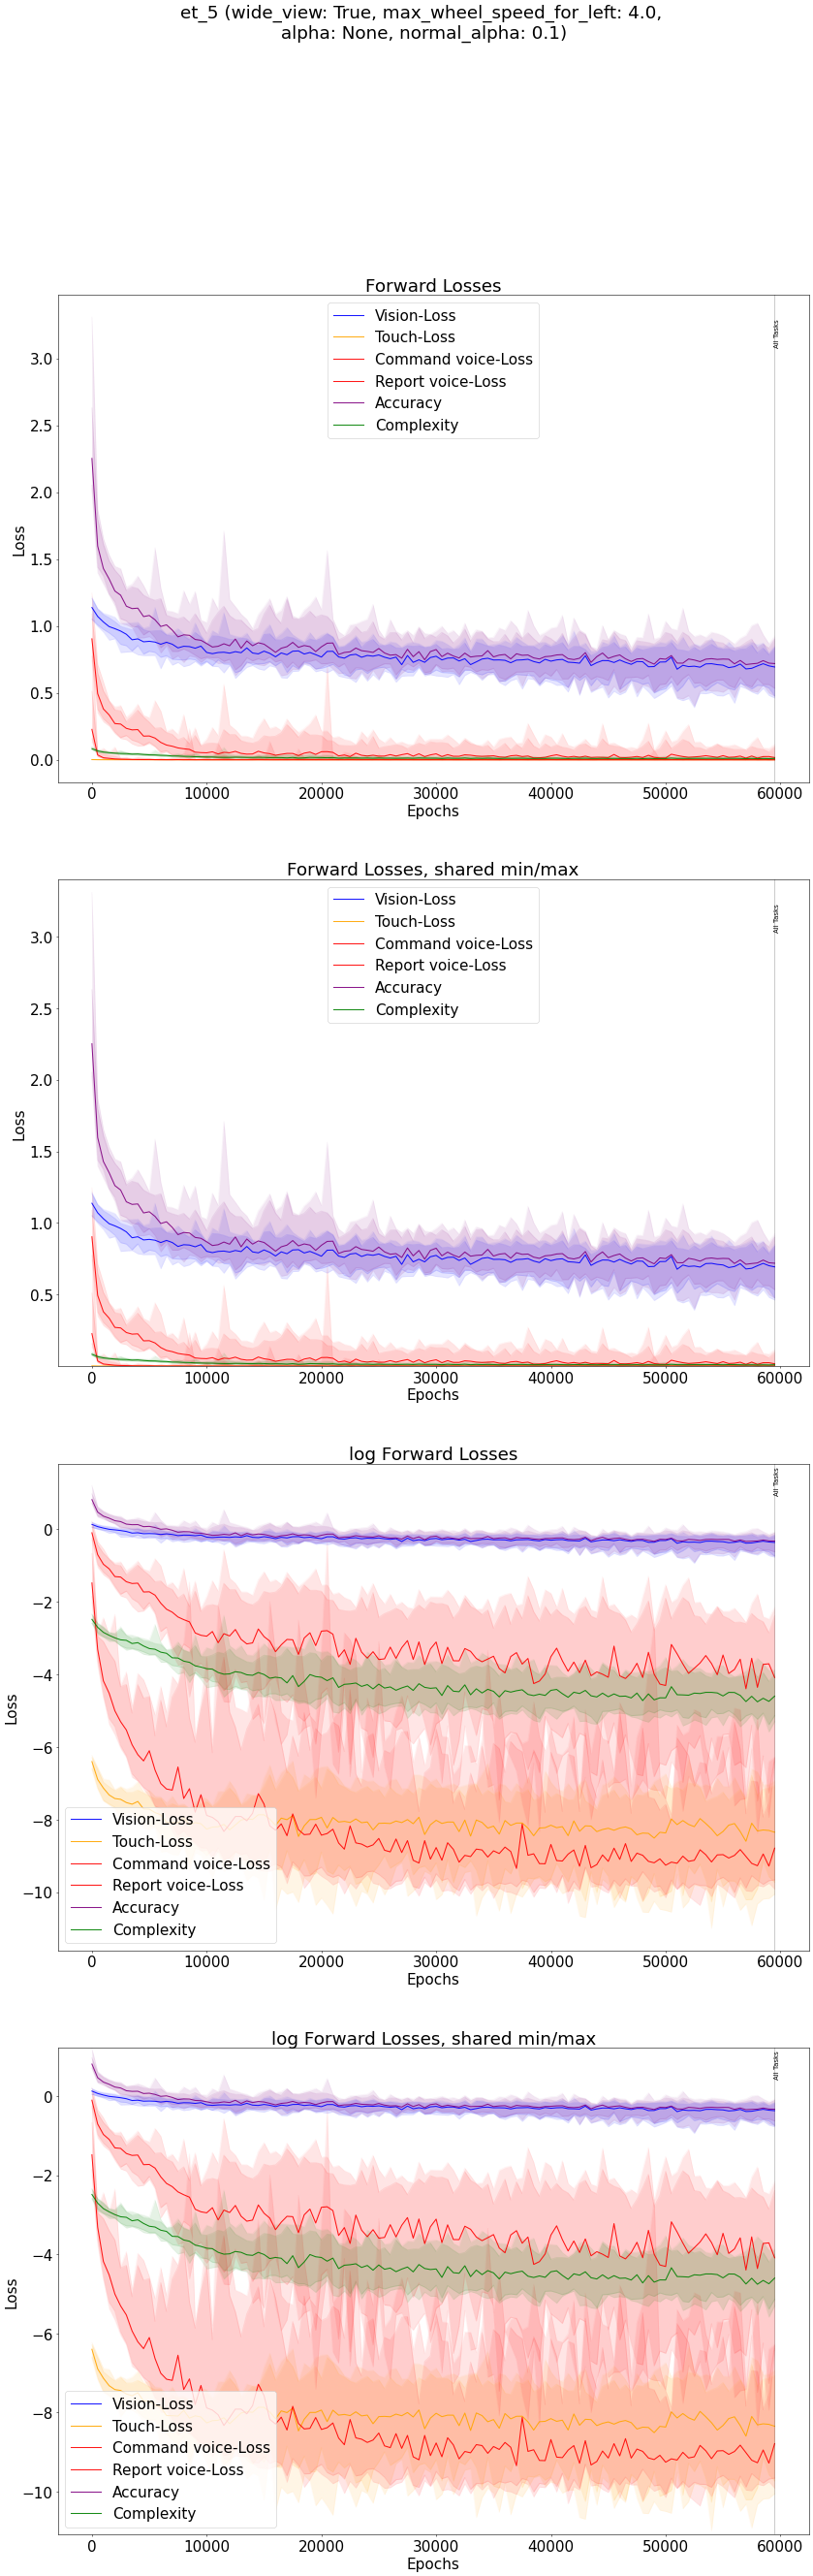 et_5 (wide_view: True, max_wheel_speed_for_left: 4.0,
alpha: None, normal_alpha: 0.1)
Forward Losses
Vision-Loss
Touch-Loss
Command voice-Loss
Report voice-Loss
Accuracy
Complexity
All Tasks
3.0
2.5
2.0
1.5
1.0
0.5
0.0
Loss
0 10000 20000 30000 40000 50000 60000
Epochs
Forward Losses, shared min/max
Vision-Loss
Touch-Loss
Command voice-Loss
Report voice-Loss
Accuracy
Complexity
All Tasks
3.0
2.5
2.0
1.5
1.0
0.5
Loss
0 10000 20000 30000 40000 50000 60000
Epochs
log Forward Losses
All Tasks
0
−2
−4
−6
−8
−10
Loss
Vision-Loss
Touch-Loss
Command voice-Loss
Report voice-Loss
Accuracy
Complexity
0 10000 20000 30000 40000 50000 60000
Epochs
log Forward Losses, shared min/max
All Tasks
0
−2
−4
−6
−8
−10
Loss
Vision-Loss
Touch-Loss
Command voice-Loss
Report voice-Loss
Accuracy
Complexity
0 10000 20000 30000 40000 50000 60000
Epochs